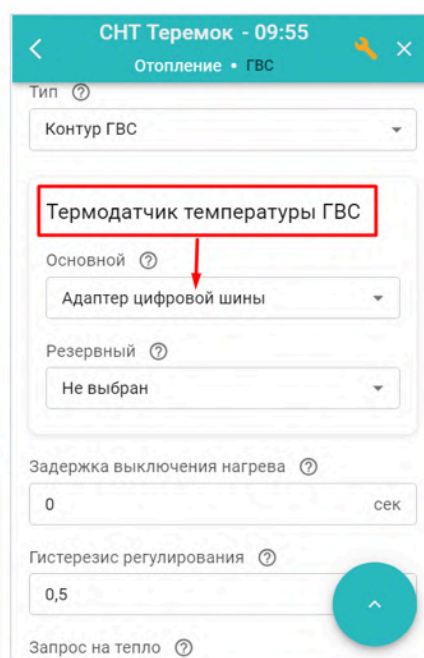 СНТ Теремок - 09:55
Отопление • ГВС
Тип ?
Контур ГВС
Термодатчик температуры ГВС
Основной ?
Адаптер цифровой шины
Резервный ?
Не выбран
Задержка выключения нагрева ?
0 сек
Гистерезис регулирования ?
0,5
Запрос на тепло ?